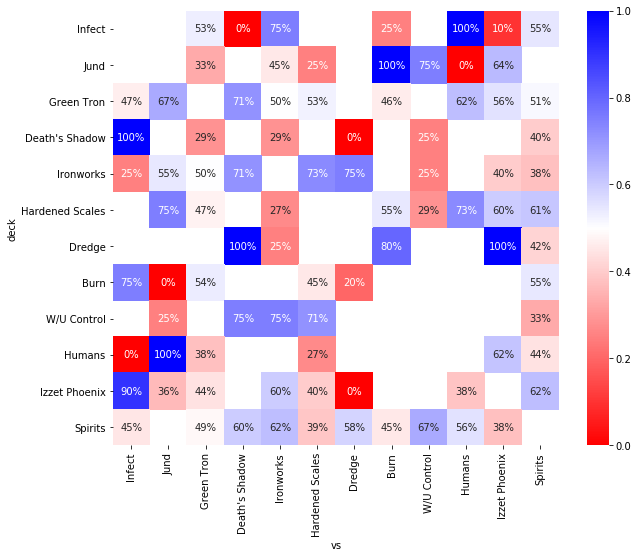 Infect 53% 0% 75% 25% 100% 10% 55%
Jund 33% 45% 25% 100% 75% 0% 64%
Green Tron 47% 67% 71% 50% 53% 46% 62% 56% 51%
Death's Shadow 100% 29% 29% 0% 25% 40%
Ironworks 25% 55% 50% 71% 73% 75% 25% 40% 38%
Hardened Scales 75% 47% 27% 55% 29% 73% 60% 61%
Dredge 100% 25% 80% 100% 42%
Burn 75% 0% 54% 45% 20% 55%
W/U Control 25% 75% 75% 71% 33%
Humans 0% 100% 38% 27% 62% 44%
Izzet Phoenix 90% 36% 44% 60% 40% 0% 38% 62%
Spirits 45% 49% 60% 62% 39% 58% 45% 67% 56% 38%
deck
Infect
Jund
Green Tron
Death's Shadow
Ironworks
Hardened Scales
Dredge
Burn
W/U Control
Humans
Izzet Phoenix
Spirits
vs
1.0
0.8
0.6
0.4
0.2
0.0